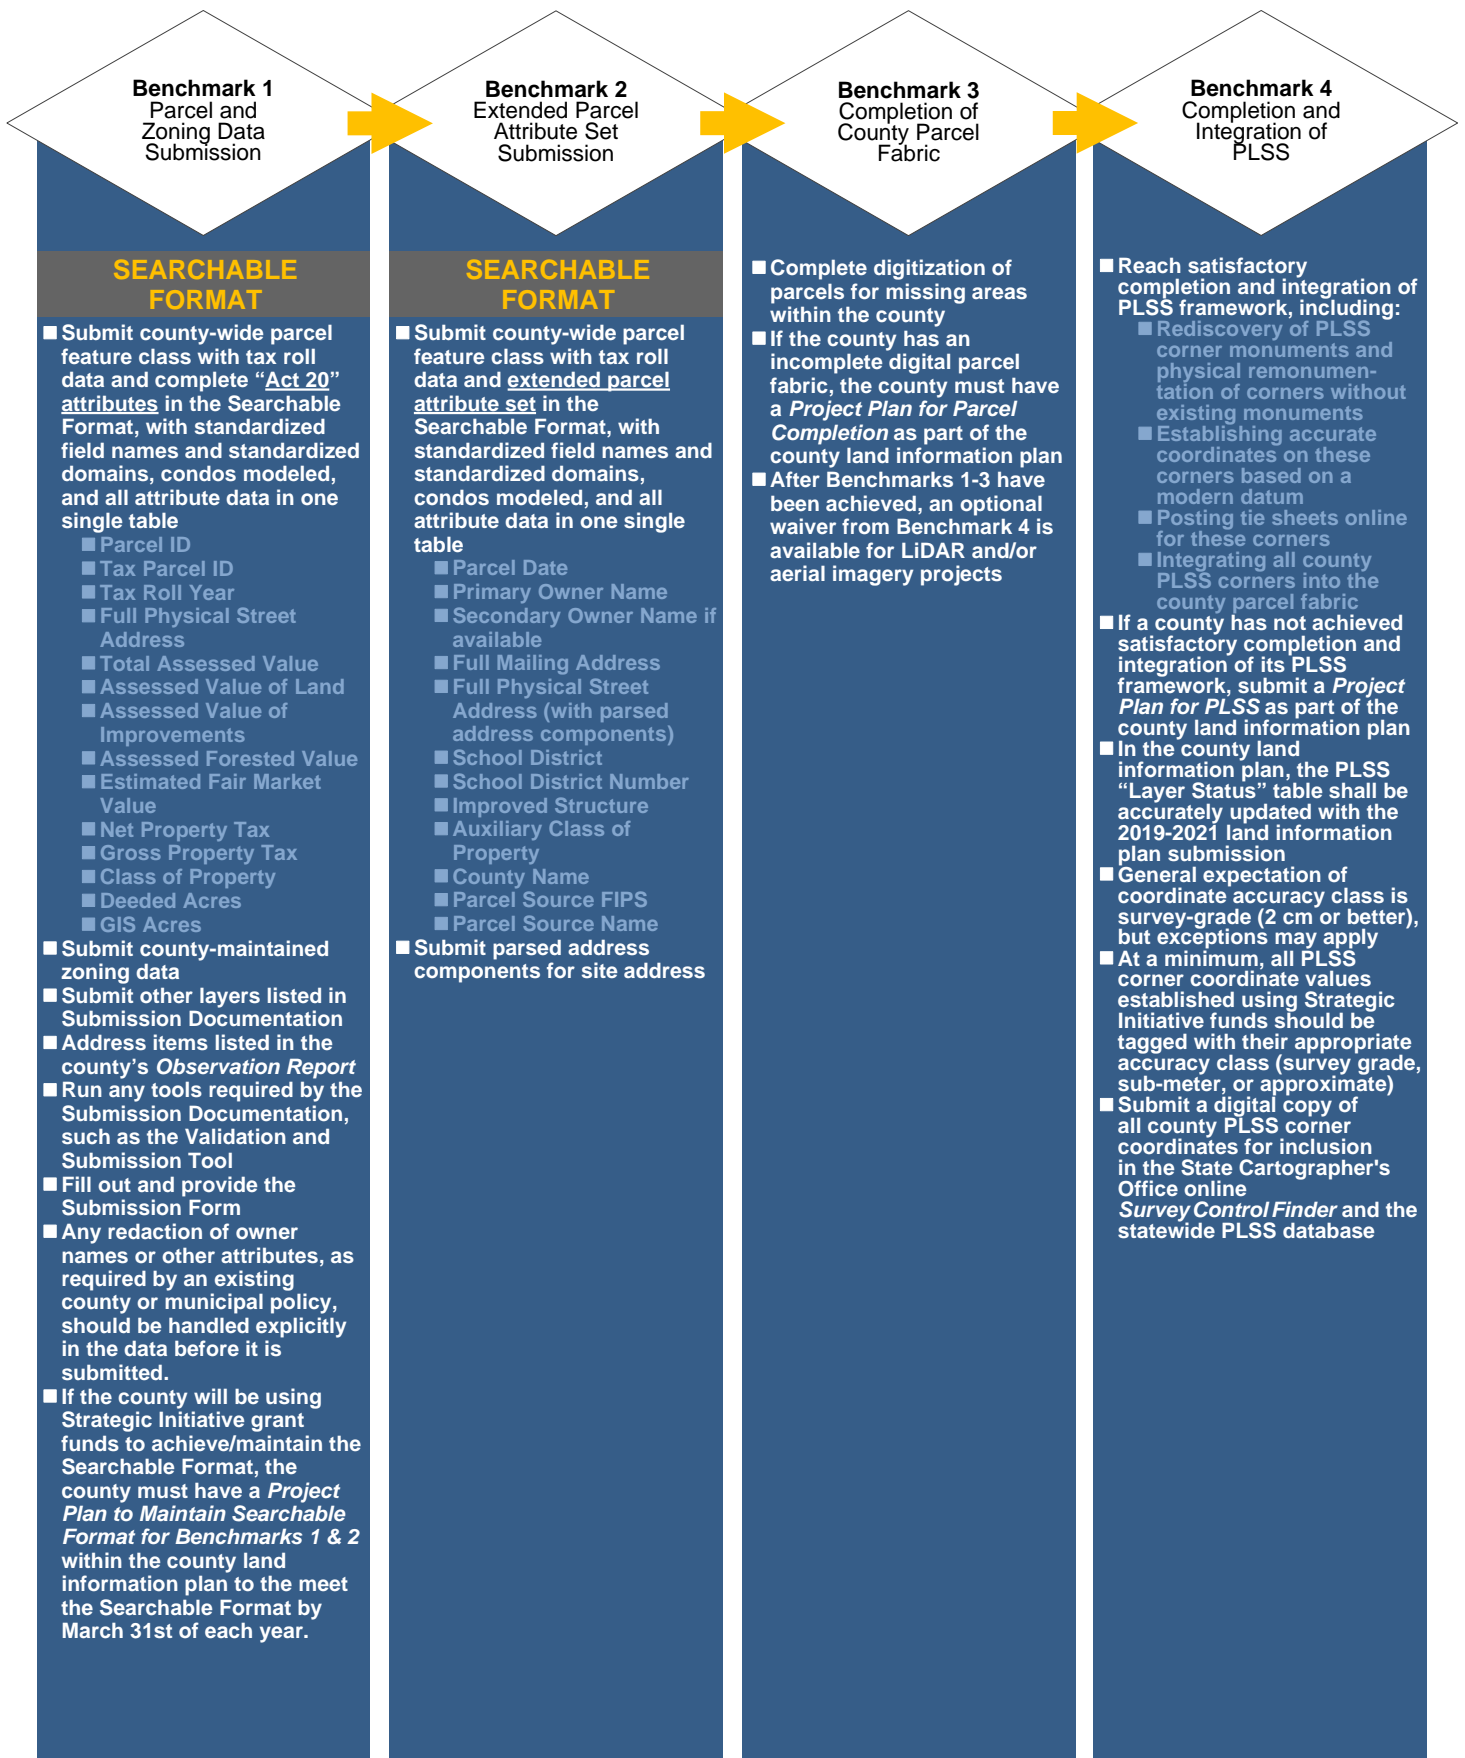 Benchmark 1
Parcel and
Zoning Data
Submission
SEARCHABLE
FORMAT
■ Submit county-wide parcel
feature class with tax roll
data and complete “Act 20”
attributes in the Searchable
Format, with standardized
field names and standardized
domains, condos modeled,
and all attribute data in one
single table
■ Parcel ID
■ Tax Parcel ID
■ Tax Roll Year
■ Full Physical Street
Address
■ Total Assessed Value
■ Assessed Value of Land
■ Assessed Value of
Improvements
■ Assessed Forested Value
■ Estimated Fair Market
Value
■ Net Property Tax
■ Gross Property Tax
■ Class of Property
■ Deeded Acres
■ GIS Acres
■ Submit county-maintained
zoning data
■ Submit other layers listed in
Submission Documentation
■ Address items listed in the
county’s Observation Report
■ Run any tools required by the
Submission Documentation,
such as the Validation and
Submission Tool
■ Fill out and provide the
Submission Form
■ Any redaction of owner
names or other attributes, as
required by an existing
county or municipal policy,
should be handled explicitly
in the data before it is
submitted.
■ If the county will be using
Strategic Initiative grant
funds to achieve/maintain the
Searchable Format, the
county must have a Project
Plan to Maintain Searchable
Format for Benchmarks 1 & 2
within the county land
information plan to the meet
the Searchable Format by
March 31st of each year.
Benchmark 2
Extended Parcel
Attribute Set
Submission
SEARCHABLE
FORMAT
■ Submit county-wide parcel
feature class with tax roll
data and extended parcel
attribute set in the
Searchable Format, with
standardized field names and
standardized domains,
condos modeled, and all
attribute data in one single
table
■ Parcel Date
■ Primary Owner Name
■ Secondary Owner Name if
available
■ Full Mailing Address
■ Full Physical Street
Address (with parsed
address components)
■ School District
■ School District Number
■ Improved Structure
■ Auxiliary Class of
Property
■ County Name
■ Parcel Source FIPS
■ Parcel Source Name
■ Submit parsed address
components for site address
Benchmark 3
Completion of
County Parcel
Fabric
■ Complete digitization of
parcels for missing areas
within the county
■ If the county has an
incomplete digital parcel
fabric, the county must have
a Project Plan for Parcel
Completion as part of the
county land information plan
■ After Benchmarks 1-3 have
been achieved, an optional
waiver from Benchmark 4 is
available for LiDAR and/or
aerial imagery projects
Benchmark 4
Completion and
Integration of
PLSS
■ Reach satisfactory
completion and integration of
PLSS framework, including:
■ Rediscovery of PLSS
corner monuments and
physical remonumen-
tation of corners without
existing monuments
■ Establishing accurate
coordinates on these
corners based on a
modern datum
■ Posting tie sheets online
for these corners
■ Integrating all county
PLSS corners into the
county parcel fabric
■ If a county has not achieved
satisfactory completion and
integration of its PLSS
framework, submit a Project
Plan for PLSS as part of the
county land information plan
■ In the county land
information plan, the PLSS
“Layer Status” table shall be
accurately updated with the
2019-2021 land information
plan submission
■ General expectation of
coordinate accuracy class is
survey-grade (2 cm or better),
but exceptions may apply
■ At a minimum, all PLSS
corner coordinate values
established using Strategic
Initiative funds should be
tagged with their appropriate
accuracy class (survey grade,
sub-meter, or approximate)
■ Submit a digital copy of
all county PLSS corner
coordinates for inclusion
in the State Cartographer's
Office online
Survey Control Finder and the
statewide PLSS database